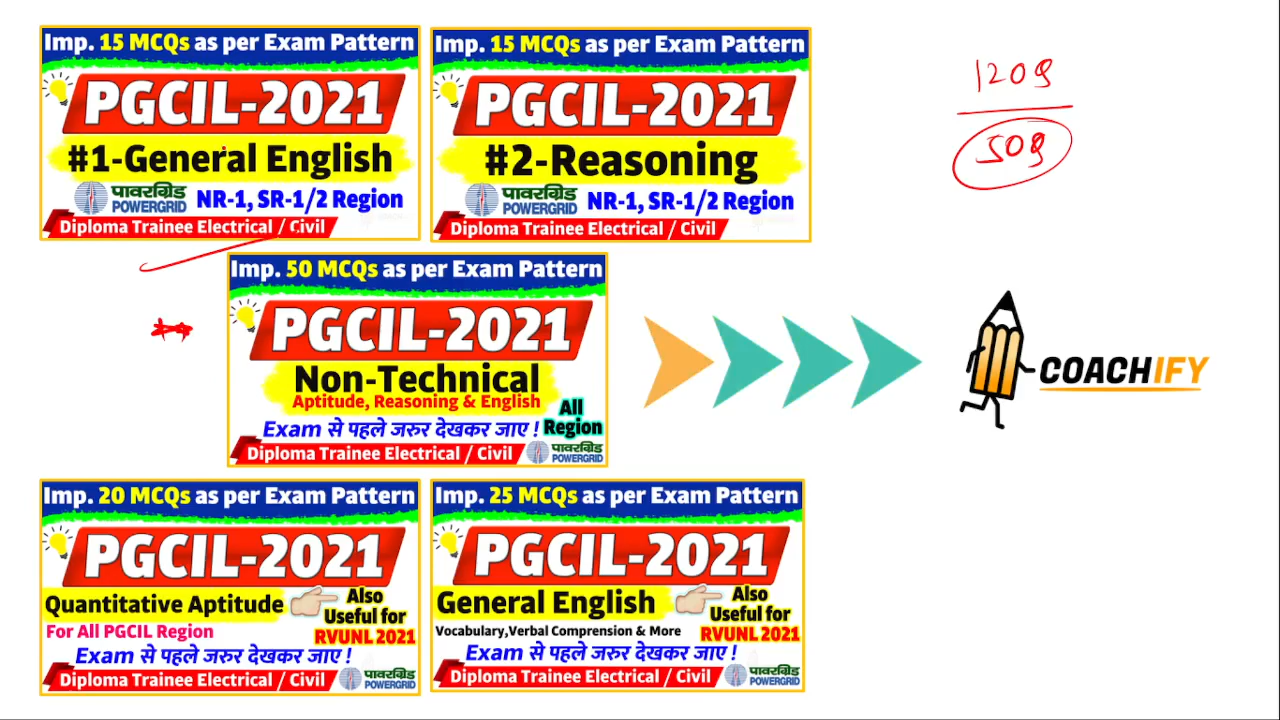 Imp. 15 MCQs as per Exam Pattern
PGCIL-2021
#1-General English
पावरग्रिड
POWERGRID
NR-1, SR-1/2 Region
Diploma Trainee Electrical / Civil
Imp. 15 MCQs as per Exam Pattern
PGCIL-2021
#2-Reasoning
पावरग्रिड
POWERGRID
NR-1, SR-1/2 Region
Diploma Trainee Electrical / Civil
120Q
50Q
Imp. 50 MCQs as per Exam Pattern
PGCIL-2021
Non-Technical
Aptitude, Reasoning & English
All
Region
Exam से पहले जरुर देखकर जाए !
Diploma Trainee Electrical / Civil
पावरग्रिड
POWERGRID
COACHIFY
Imp. 20 MCQs as per Exam Pattern
PGCIL-2021
Quantitative Aptitude
Also
Useful for
RVUNL 2021
For All PGCIL Region
Exam से पहले जरुर देखकर जाए !
Diploma Trainee Electrical / Civil
पावरग्रिड
POWERGRID
Imp. 25 MCQs as per Exam Pattern
PGCIL-2021
General English
Also
Useful for
RVUNL 2021
Vocabulary,Verbal Comprension & More
Exam से पहले जरुर देखकर जाए !
Diploma Trainee Electrical / Civil
पावरग्रिड
POWERGRID